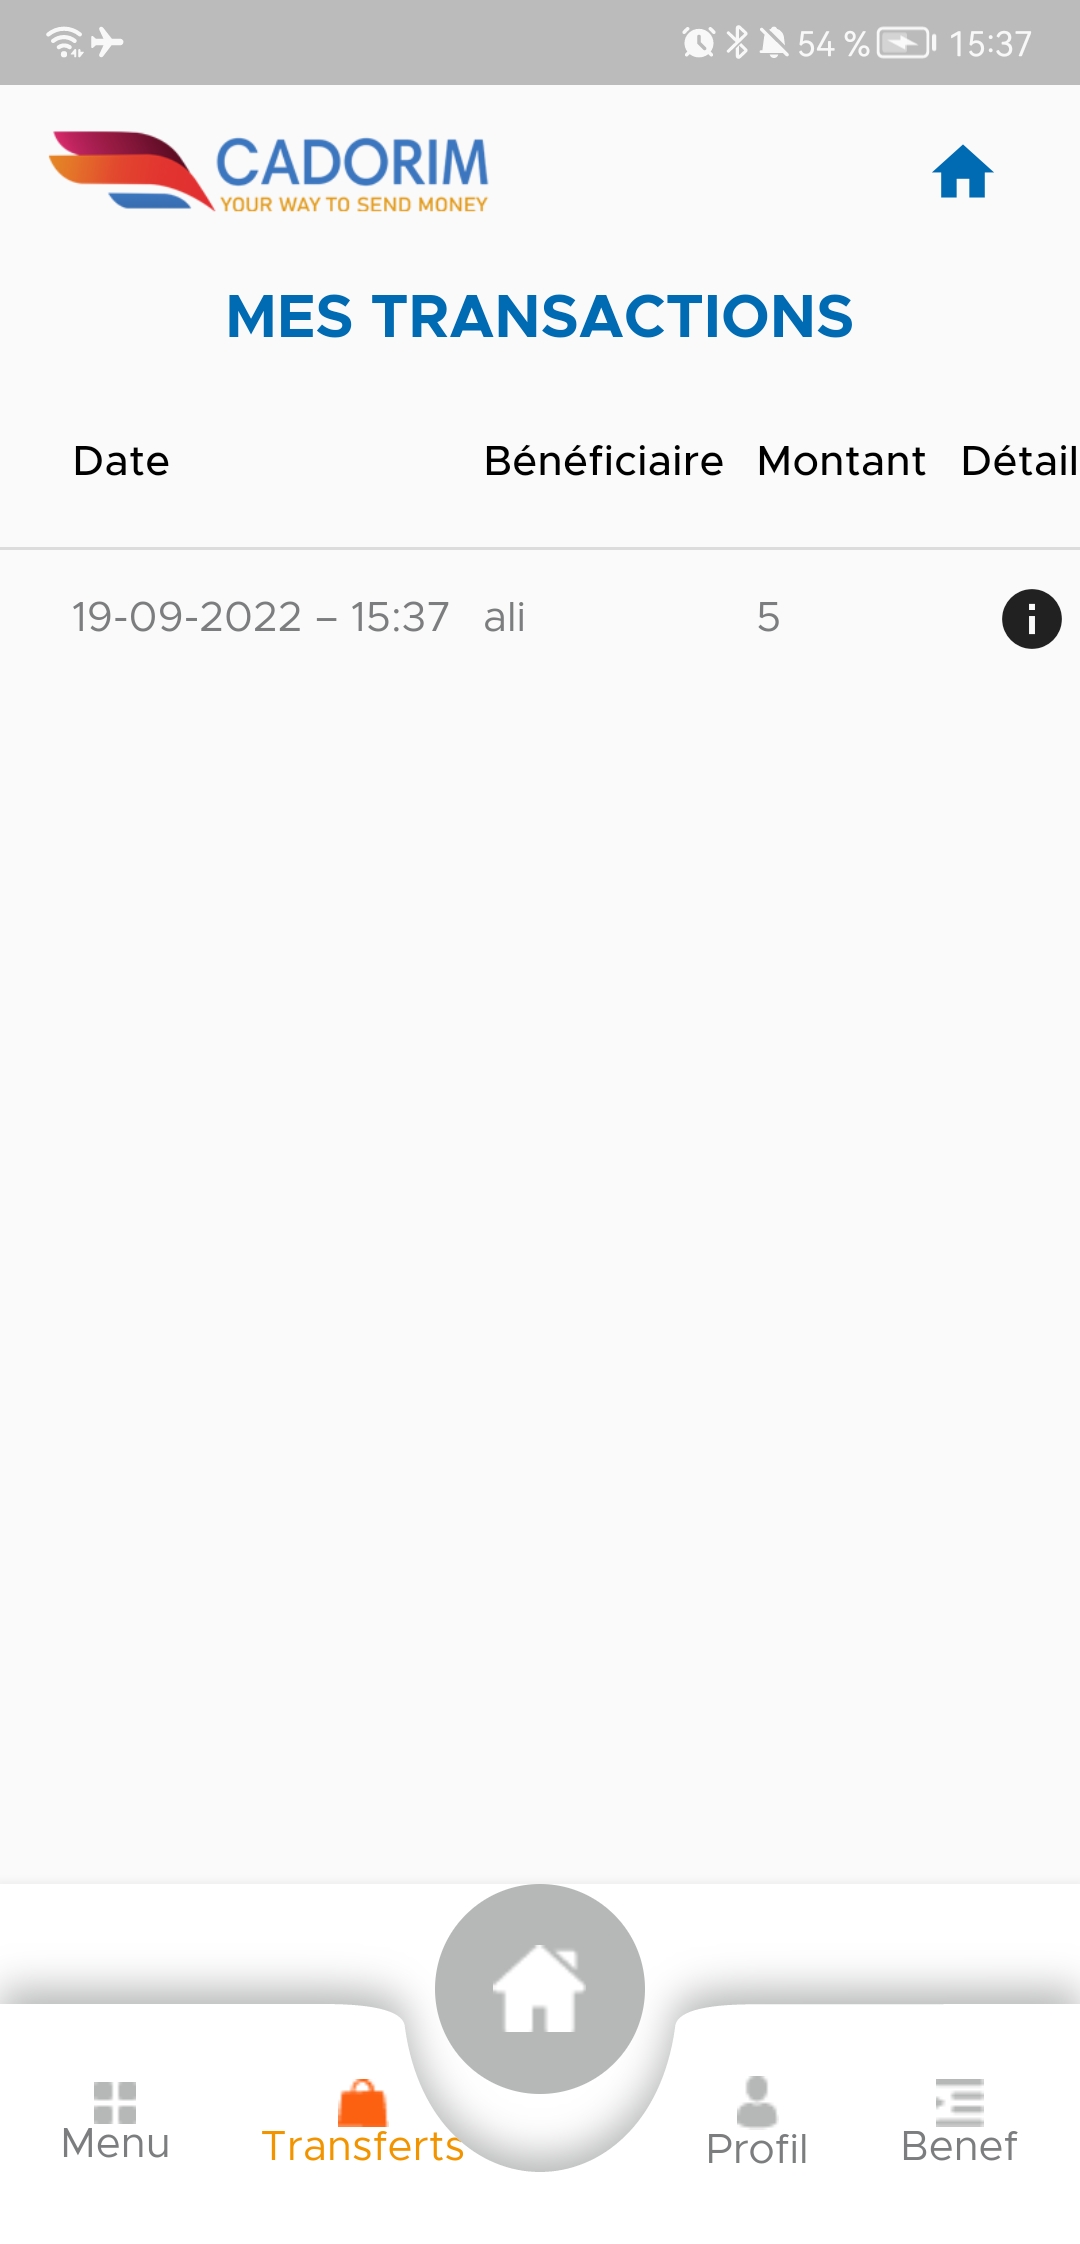 54 % 15:37
CADORIM
YOUR WAY TO SEND MONEY
MES TRANSACTIONS
Date Bénéficiaire Montant Détail
19-09-2022 – 15:37 ali 5
Menu Transferts Profil Benef